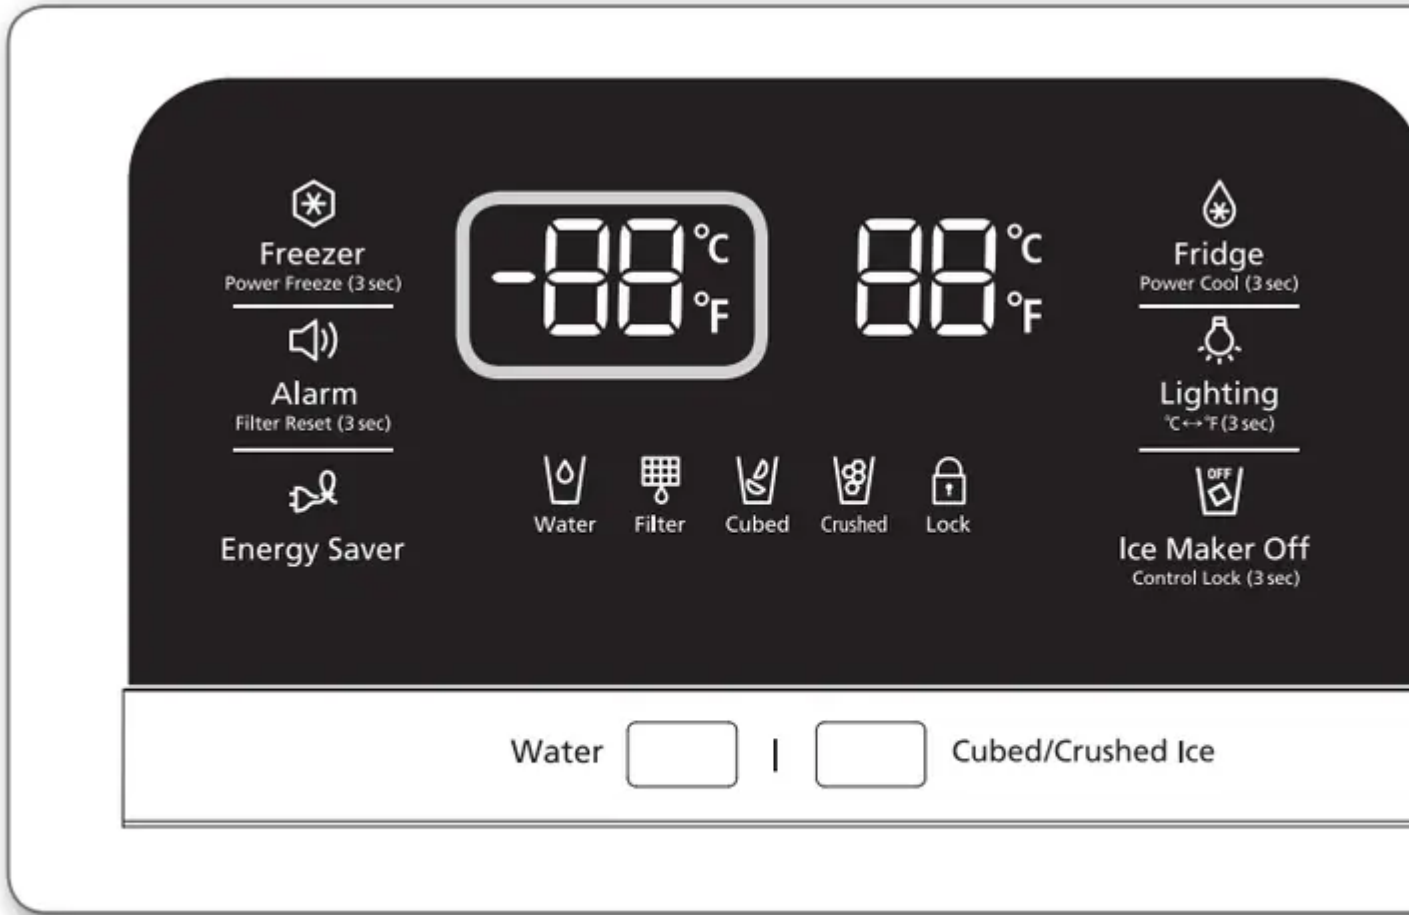 Freezer
Power Freeze (3 sec)
Alarm
Filter Reset (3 sec)
Energy Saver
-88 °C
°F
88 °C
°F
Water
Filter
Cubed
Crushed
Lock
Fridge
Power Cool (3 sec)
Lighting
°C↔°F (3 sec)
OFF
Ice Maker Off
Control Lock (3 sec)
Water | Cubed/Crushed Ice